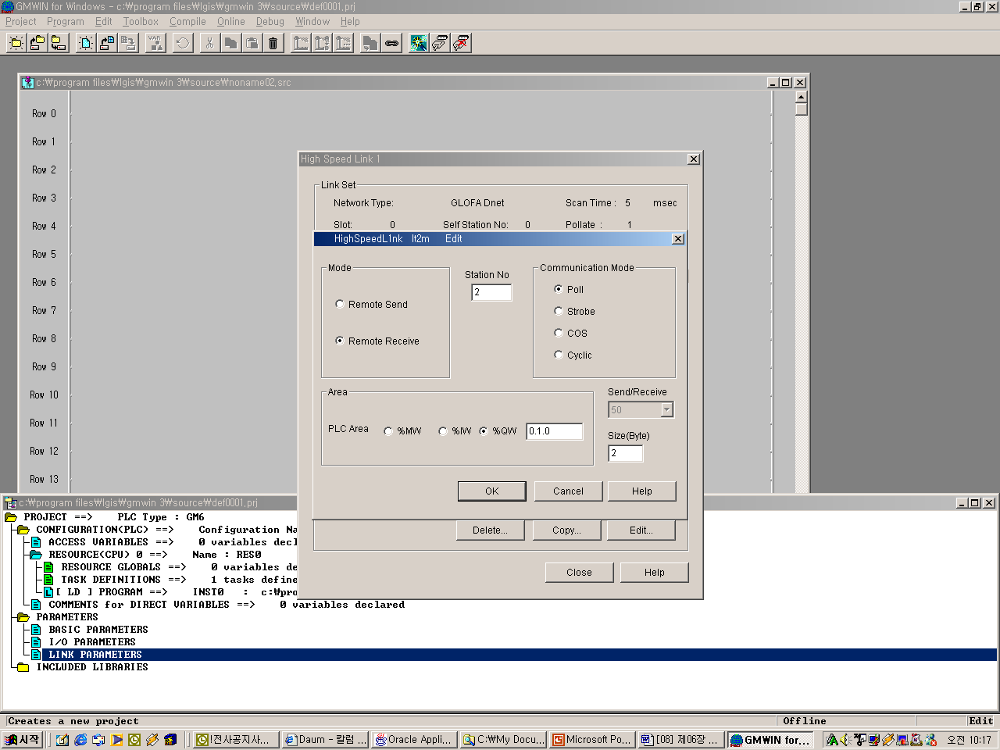 GMWIN for Windows - c:\program files\lgis\gmwin 3\source\def0001.prj
Project Program Edit Toolbox Compile Online Debug Window Help
c:\program files\lgis\gmwin 3\source\noname02.src
Row 0
Row 1
Row 2
Row 3
Row 4
Row 5
Row 6
Row 7
Row 8
Row 9
Row 10
Row 11
Row 12
Row 13
High Speed Link 1
Link Set
Network Type: GLOFA Dnet Scan Time : 5 msec
Slot: 0 Self Station No: 0 Pollate : 1
HighSpeedL1nk It2m Edit
Mode
Remote Send
Remote Receive
Station No
2
Communication Mode
Poll
Strobe
COS
Cyclic
Area
PLC Area %MW %IW %QW 0.1.0
Send/Receive
50
Size(Byte)
2
OK Cancel Help
Delete... Copy... Edit...
Close Help
c:\program files\lgis\gmwin 3\source\def0001.prj
PROJECT ==> PLC Type : GM6
CONFIGURATION(PLC) ==> Configuration Na
ACCESS VARIABLES ==> 0 variables decl
RESOURCE(CPU) 0 ==> Name : RES0
RESOURCE GLOBALS ==> 0 variables de
TASK DEFINITIONS ==> 1 tasks define
[ LD ] PROGRAM ==> INST0 : c:\pro
COMMENTS for DIRECT VARIABLES ==> 0 variables declared
PARAMETERS
BASIC PARAMETERS
I/O PARAMETERS
LINK PARAMETERS
INCLUDED LIBRARIES
Creates a new project Offline Edit
시작 !전사공지사... Daum - 칼럼 ... Oracle Appli... C:\My Docu... Microsoft Po... [08] 제06장 ... GMWIN for... 오전 10:17